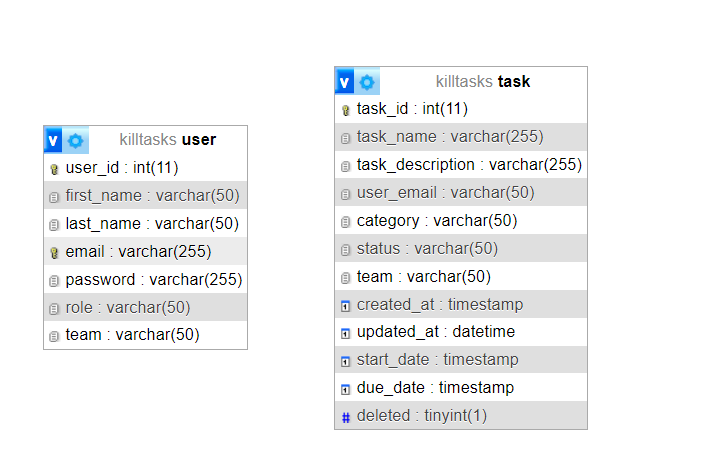 v killtasks user
user_id : int(11)
first_name : varchar(50)
last_name : varchar(50)
email : varchar(255)
password : varchar(255)
role : varchar(50)
team : varchar(50)
v killtasks task
task_id : int(11)
task_name : varchar(255)
task_description : varchar(255)
user_email : varchar(50)
category : varchar(50)
status : varchar(50)
team : varchar(50)
created_at : timestamp
updated_at : datetime
start_date : timestamp
due_date : timestamp
# deleted : tinyint(1)